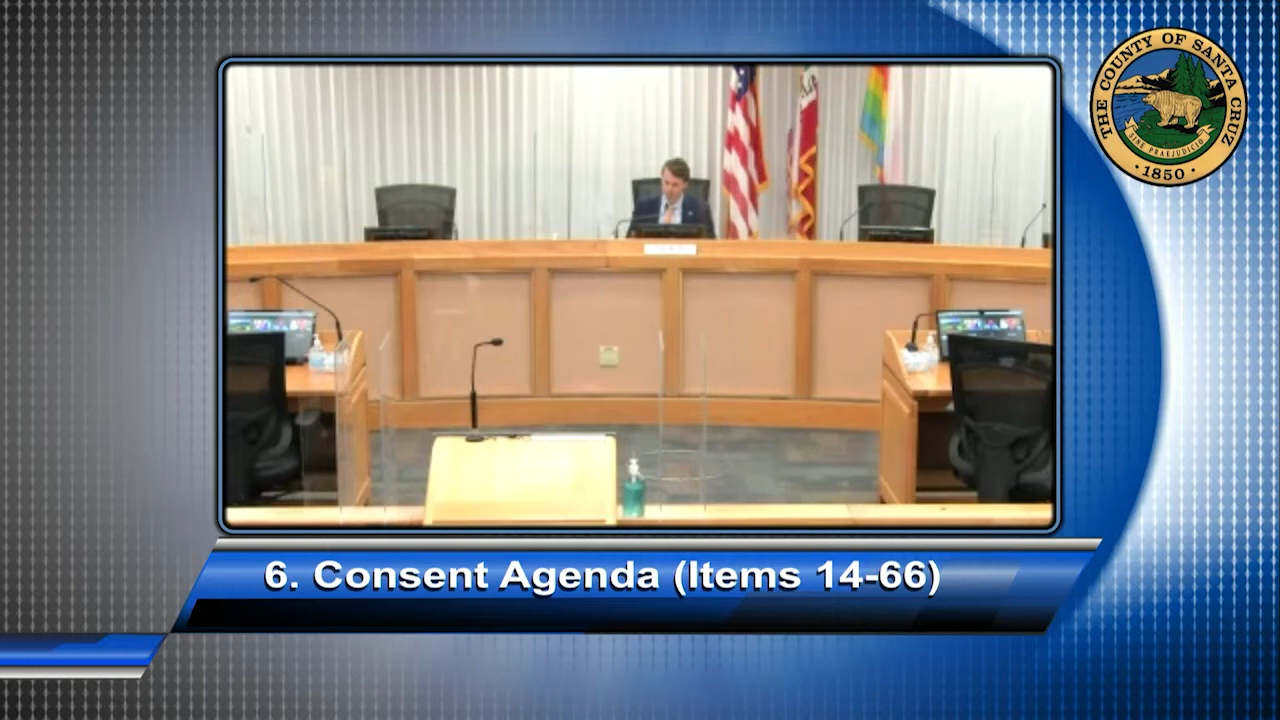 THE COUNTY OF SANTA CRUZ
SINE PRAEJUDICIO
• 1850 •
6. Consent Agenda (Items 14-66)